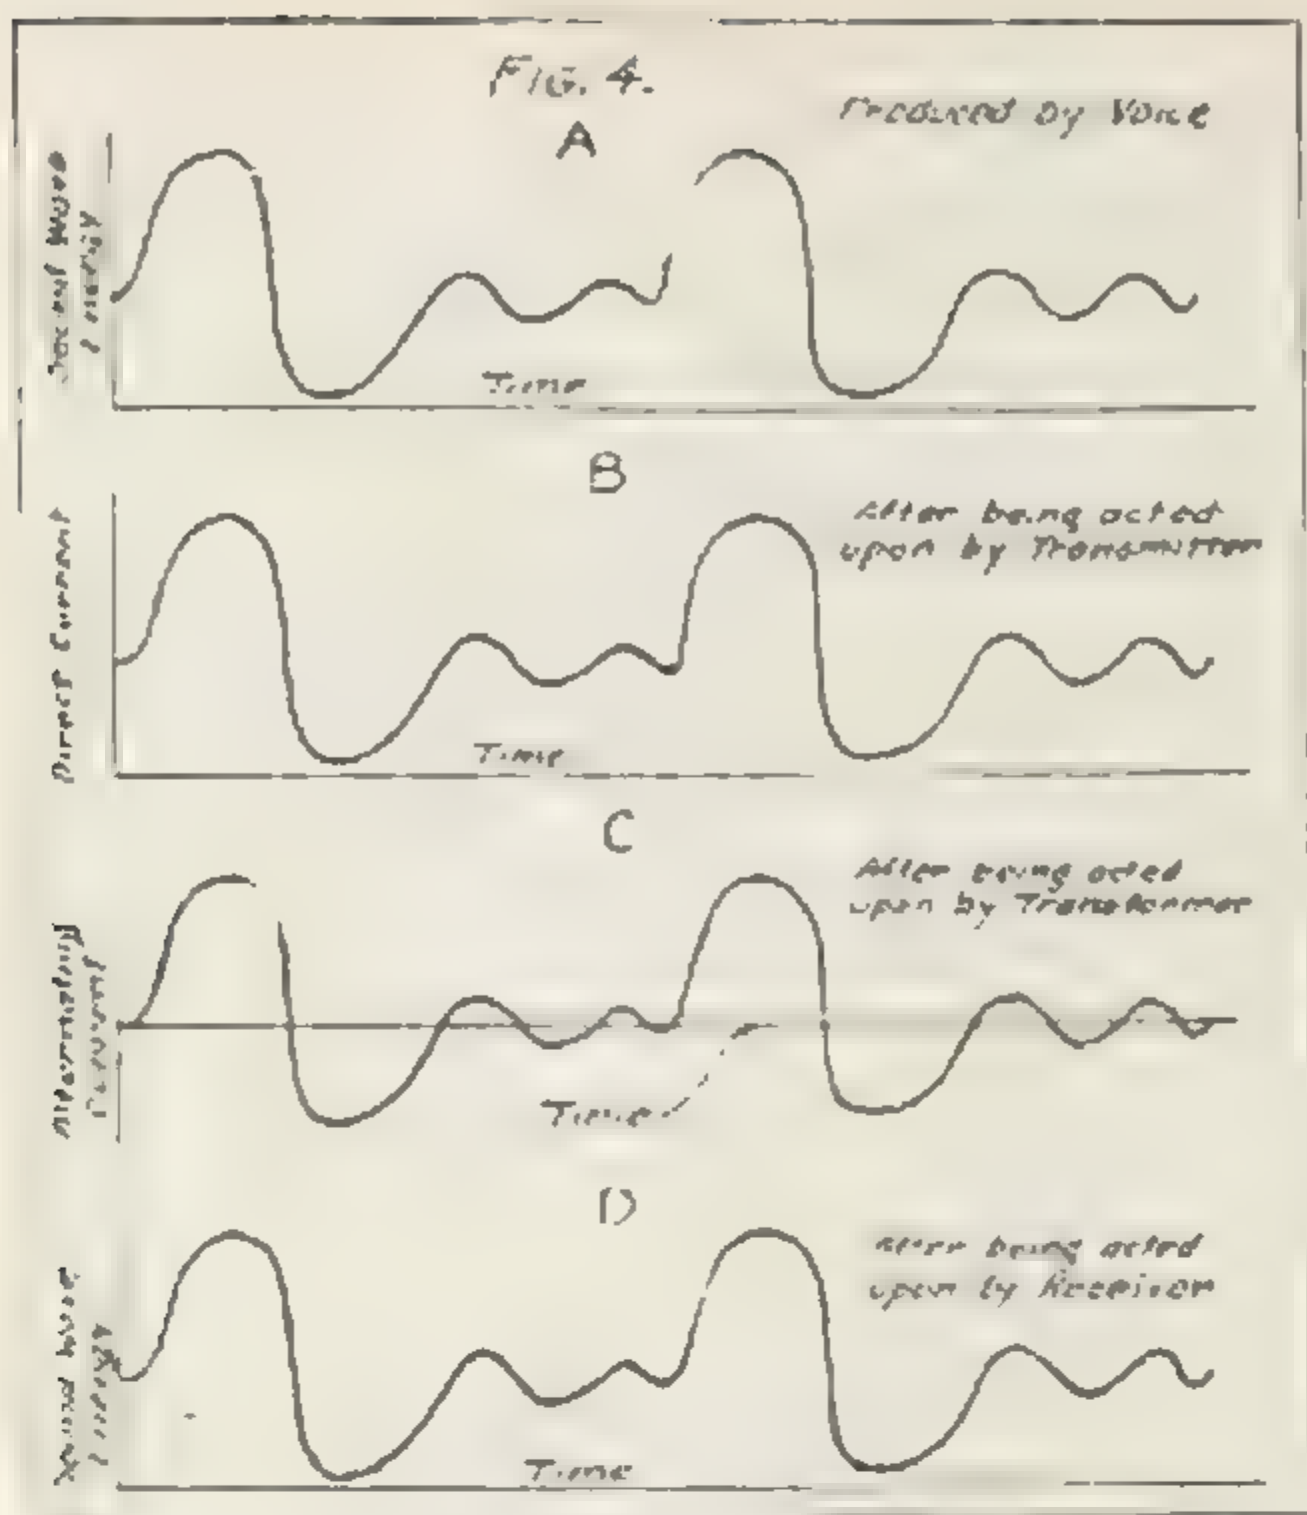 FIG. 4.
A
Produced by Voice
Sound Wave
Energy
Time
B
After being acted
upon by Transmitter
Direct Current
Time
C
After being acted
upon by Transformer
Alternating
Current
Time
D
After being acted
upon by Receiver
Sound Wave
Energy
Time